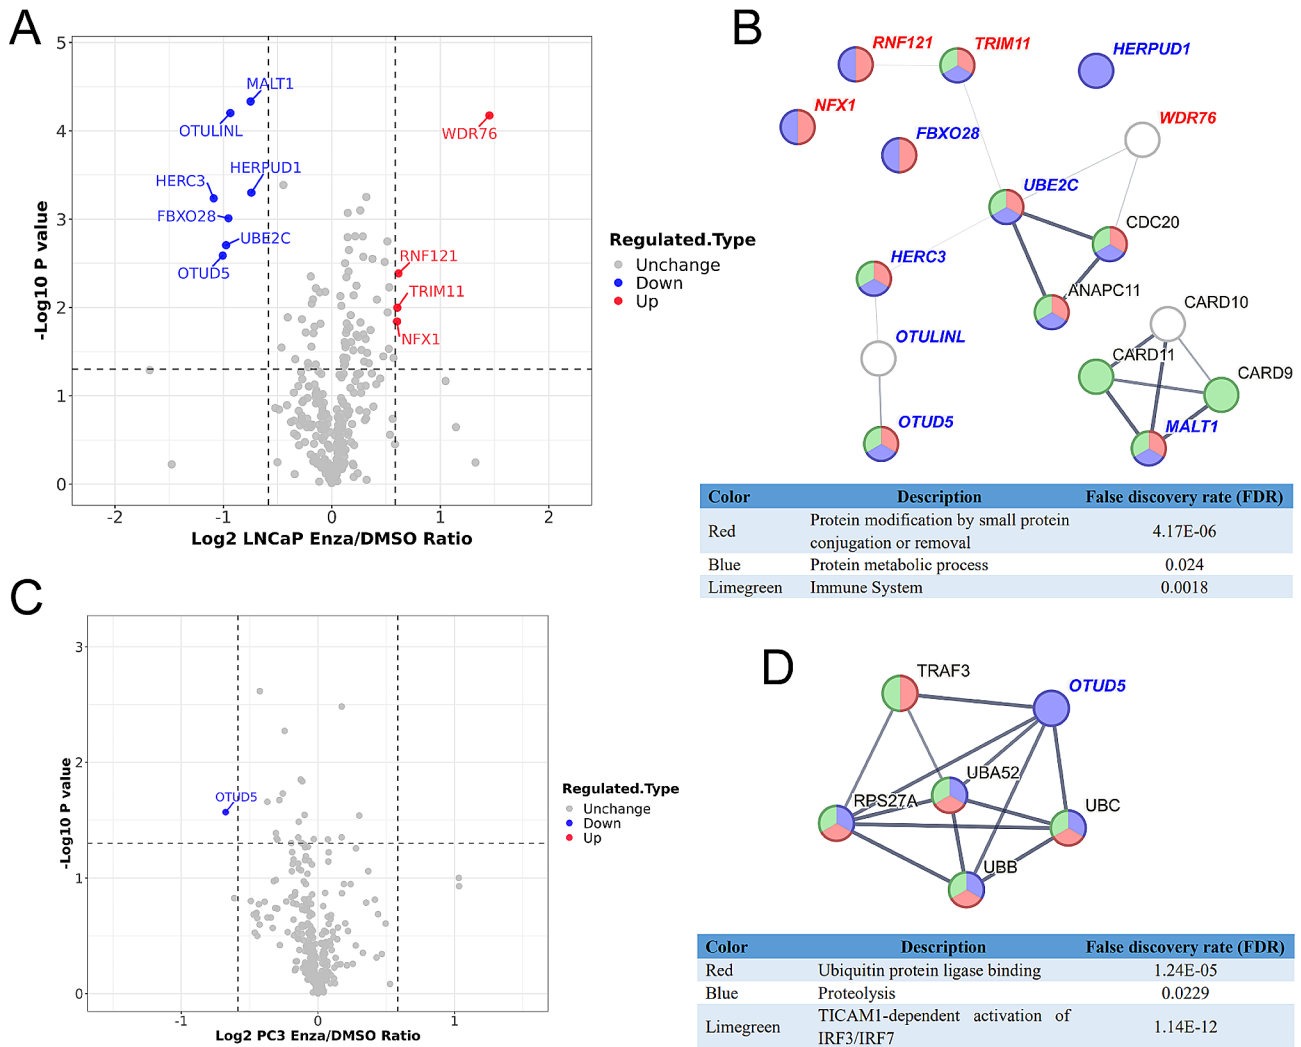 A
5
4
3
2
1
0
-2
-1
0
1
2
-Log10 P value
Log2 LNCaP Enza/DMSO Ratio
MALT1
OTULINL
WDR76
HERPUD1
HERC3
FBXO28
UBE2C
OTUD5
RNF121
TRIM11
NFX1
Regulated.Type
Unchange
Down
Up
B
RNF121
TRIM11
HERPUD1
NFX1
WDR76
FBXO28
UBE2C
CDC20
HERC3
ANAPC11
CARD10
OTULINL
CARD11
CARD9
OTUD5
MALT1
Color Description False discovery rate (FDR)
Red Protein modification by small protein
conjugation or removal 4.17E-06
Blue Protein metabolic process 0.024
Limegreen Immune System 0.0018
C
3
2
1
0
-1
0
1
-Log10 P value
Log2 PC3 Enza/DMSO Ratio
OTUD5
Regulated.Type
Unchange
Down
Up
D
TRAF3
OTUD5
UBA52
RPS27A
UBC
UBB
Color Description False discovery rate (FDR)
Red Ubiquitin protein ligase binding 1.24E-05
Blue Proteolysis 0.0229
Limegreen TICAM1-dependent activation of
IRF3/IRF7 1.14E-12